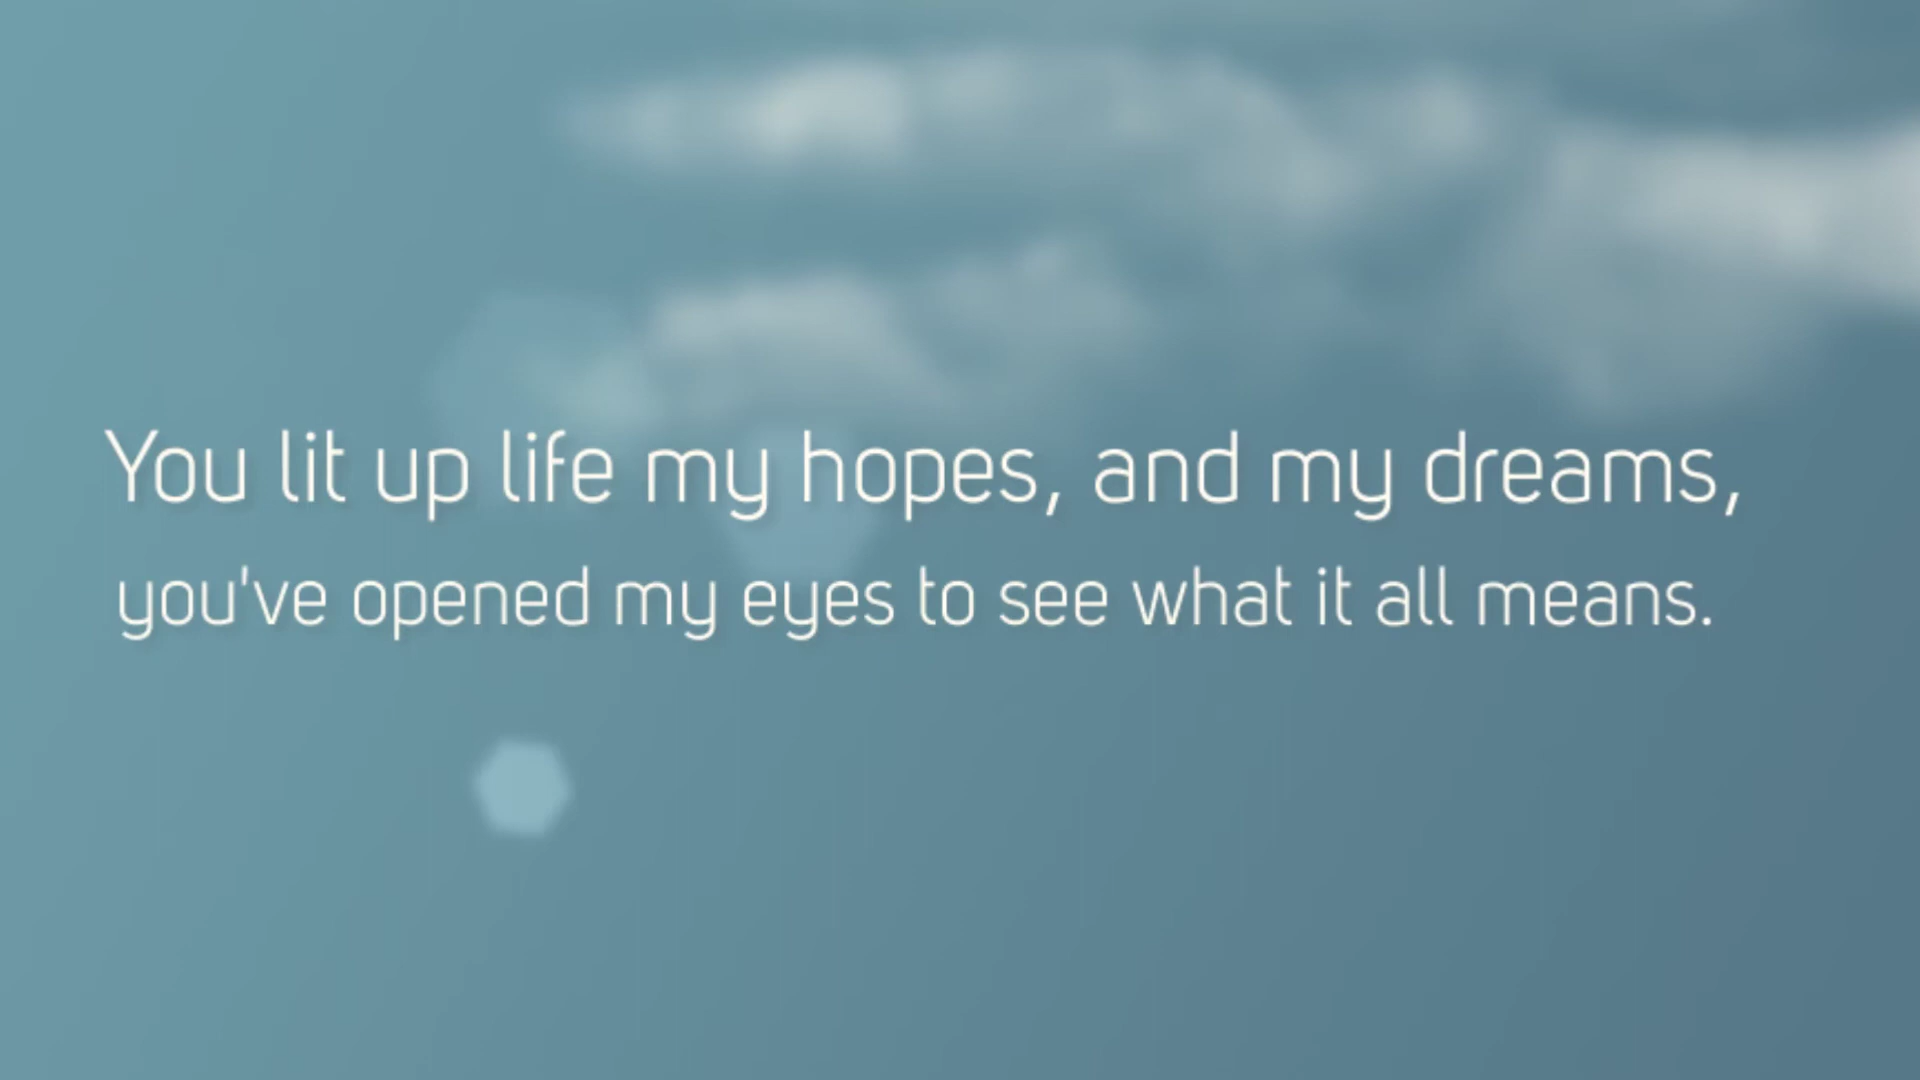 You lit up life my hopes, and my dreams,
you've opened my eyes to see what it all means.